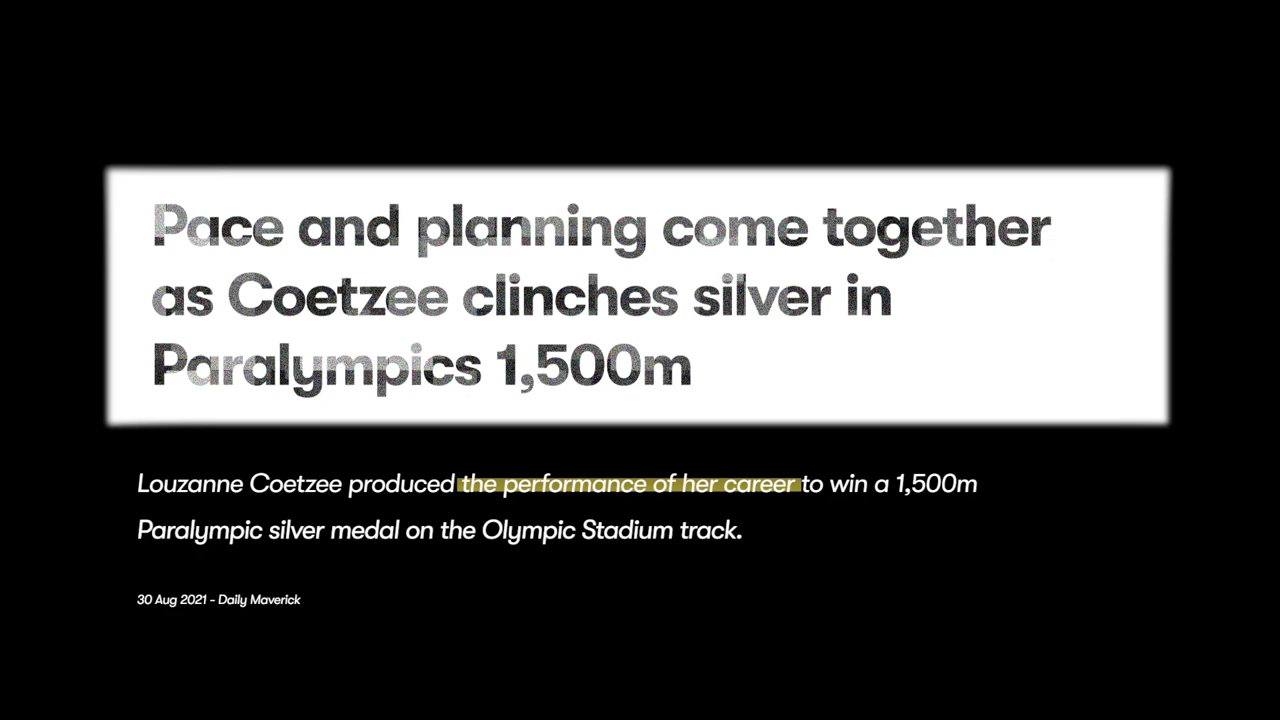 Pace and planning come together
as Coetzee clinches silver in
Paralympics 1,500m
Louzanne Coetzee produced the performance of her career to win a 1,500m
Paralympic silver medal on the Olympic Stadium track.
30 Aug 2021 - Daily Maverick